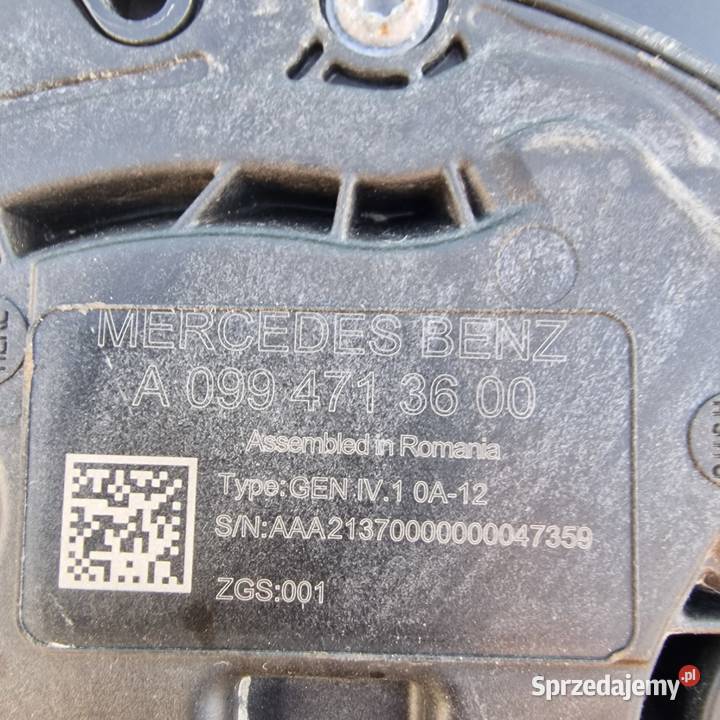 MERCEDES BENZ
A 099 471 36 00
Assembled in Romania
Type:GEN IV.1 0A-12
S/N:AAA21370000000047359
ZGS:001
Sprzedajemy.pl